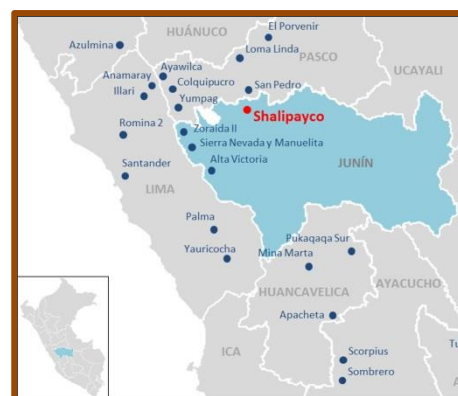 El Porvenir
HUÁNUCO
Azulmina
Loma Linda
PASCO
UCAYALI
Ayawilca
Anamaray
Colquipucro
San Pedro
Illari
Yumpag
Shalipayco
Romina 2
Zoraida II
Sierra Nevada y Manuelita
Santander
Alta Victoria
JUNÍN
LIMA
Palma
Pukaqaqa Sur
Yauricocha
Mina Marta
AYACUCHO
HUANCAVELICA
Apacheta
ICA
Scorpius
Sombrero